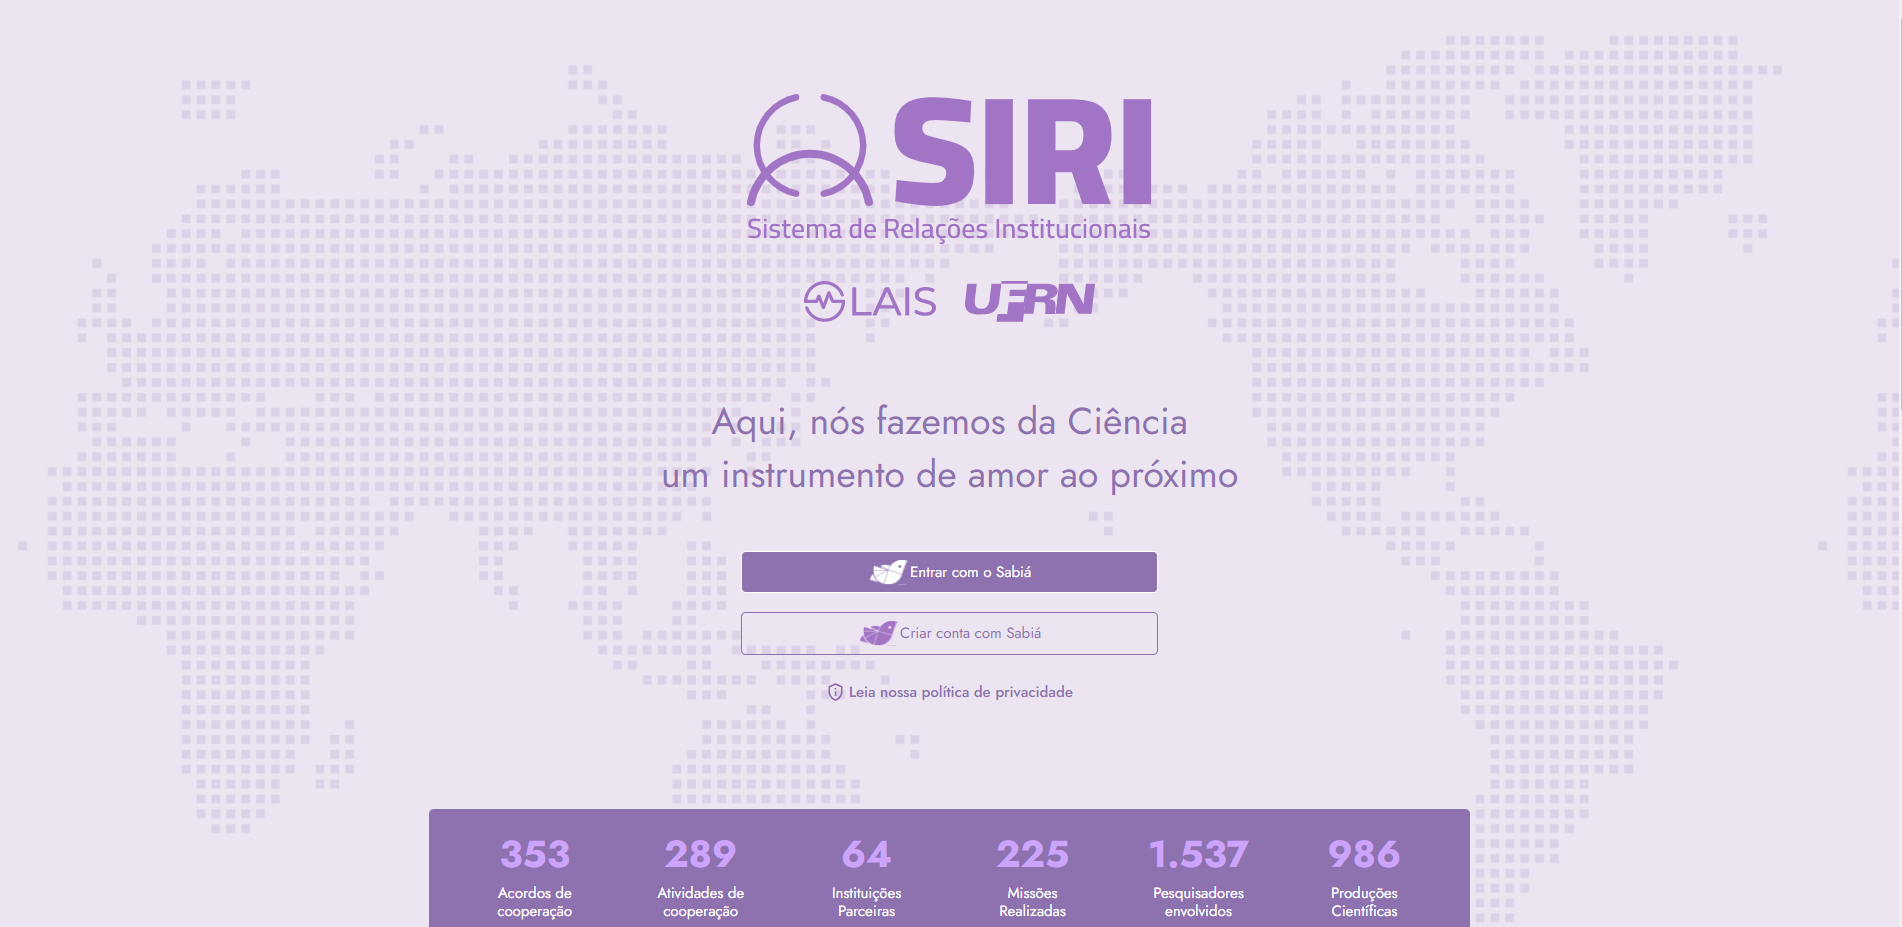 SIRI
Sistema de Relações Institucionais
LAIS UFRN
Aqui, nós fazemos da Ciência
um instrumento de amor ao próximo
Entrar com o Sabiá
Criar conta com Sabiá
Leia nossa política de privacidade
353 289 64 225 1.537 986
Acordos de Atividades de Instituições Missões Pesquisadores Produções
cooperação cooperação Parceiras Realizadas envolvidos Científicas